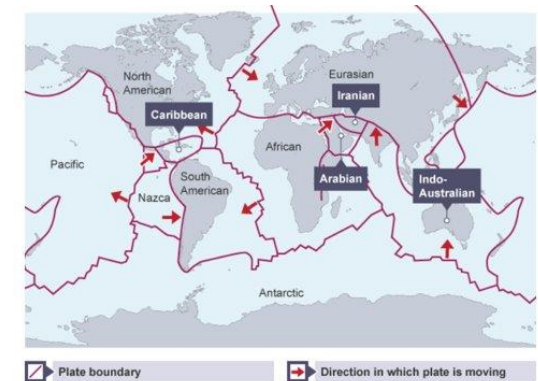 North
American
Eurasian
Iranian
Caribbean
African
Pacific
South
American
Nazca
Arabian
Indo-
Australian
Antarctic
Plate boundary
Direction in which plate is moving